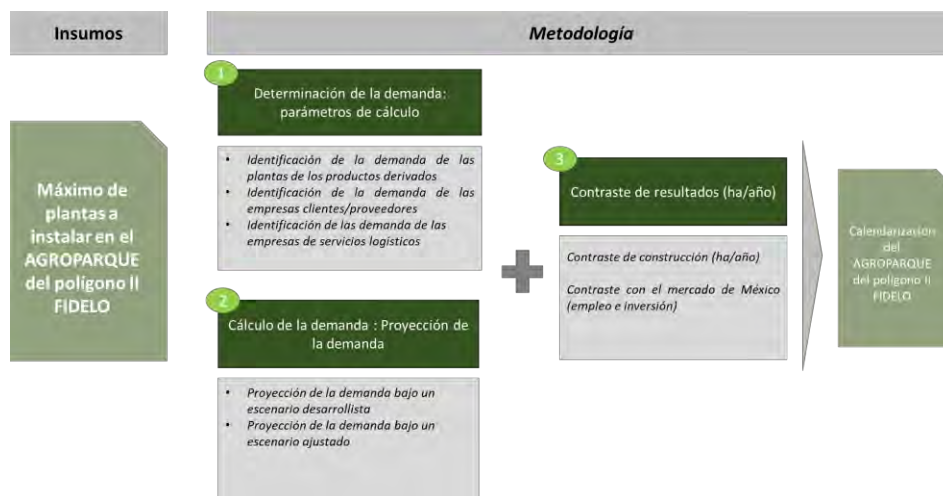 Insumos
Metodología
Máximo de
plantas a
instalar en el
AGROPARQUE
del polígono II
FIDELO
1
Determinación de la demanda:
parámetros de cálculo
• Identificación de la demanda de las
plantas de los productos derivados
• Identificación de la demanda de las
empresas clientes/proveedores
• Identificación de las demanda de las
empresas de servicios logísticos
2
Cálculo de la demanda : Proyección de
la demanda
• Proyección de la demanda bajo un
escenario desarrollista
• Proyección de la demanda bajo un
escenario ajustado
3
Contraste de resultados (ha/año)
Contraste de construcción (ha/año)
Contraste con el mercado de México
(empleo e inversión)
Calendarización
del
AGROPARQUE
del polígono II
FIDELO